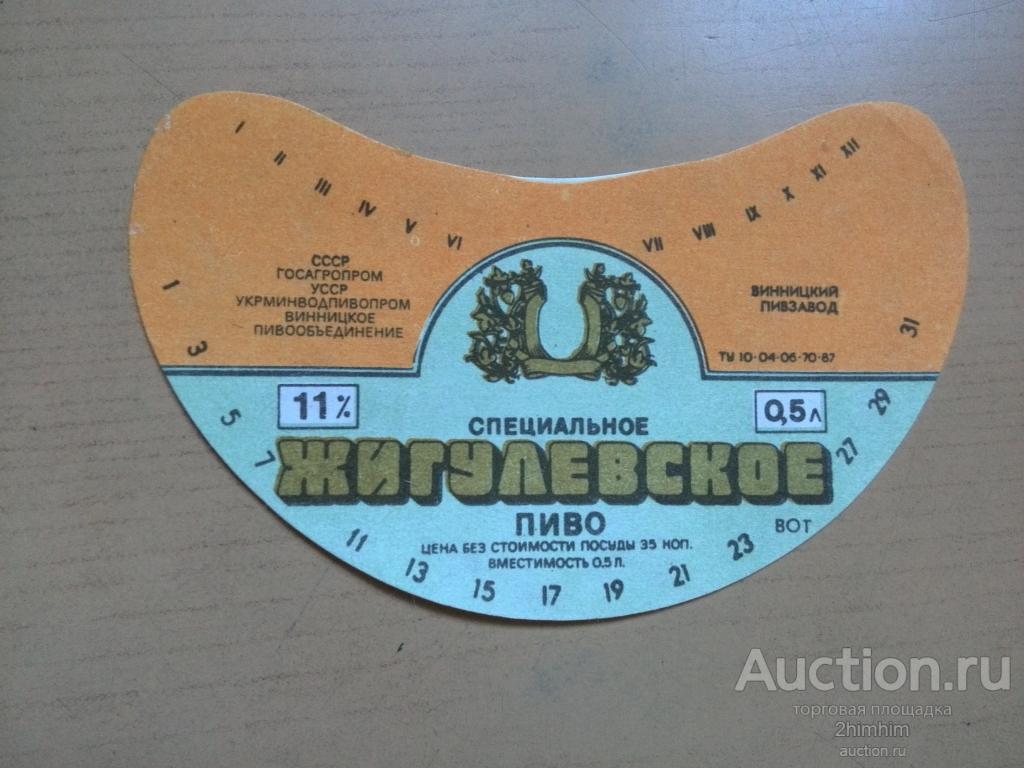 I II III IV V VI VII VIII IX X XI XII
СССР
ГОСАГРОПРОМ
УССР
УКРМИНВОДПИВОПРОМ
ВИННИЦКОЕ
ПИВООБЪЕДИНЕНИЕ
ВИННИЦКИЙ
ПИВЗАВОД
ТУ 10-04-06-70-87
11%
0,5 л
СПЕЦИАЛЬНОЕ
ЖИГУЛЕВСКОЕ
ПИВО
ВОТ
ЦЕНА БЕЗ СТОИМОСТИ ПОСУДЫ 35 КОП.
ВМЕСТИМОСТЬ 0.5 Л.
1 3 5 7 11 13 15 17 19 21 23 27 29 31
Auction.ru
торговая площадка
2himhim
auction.ru